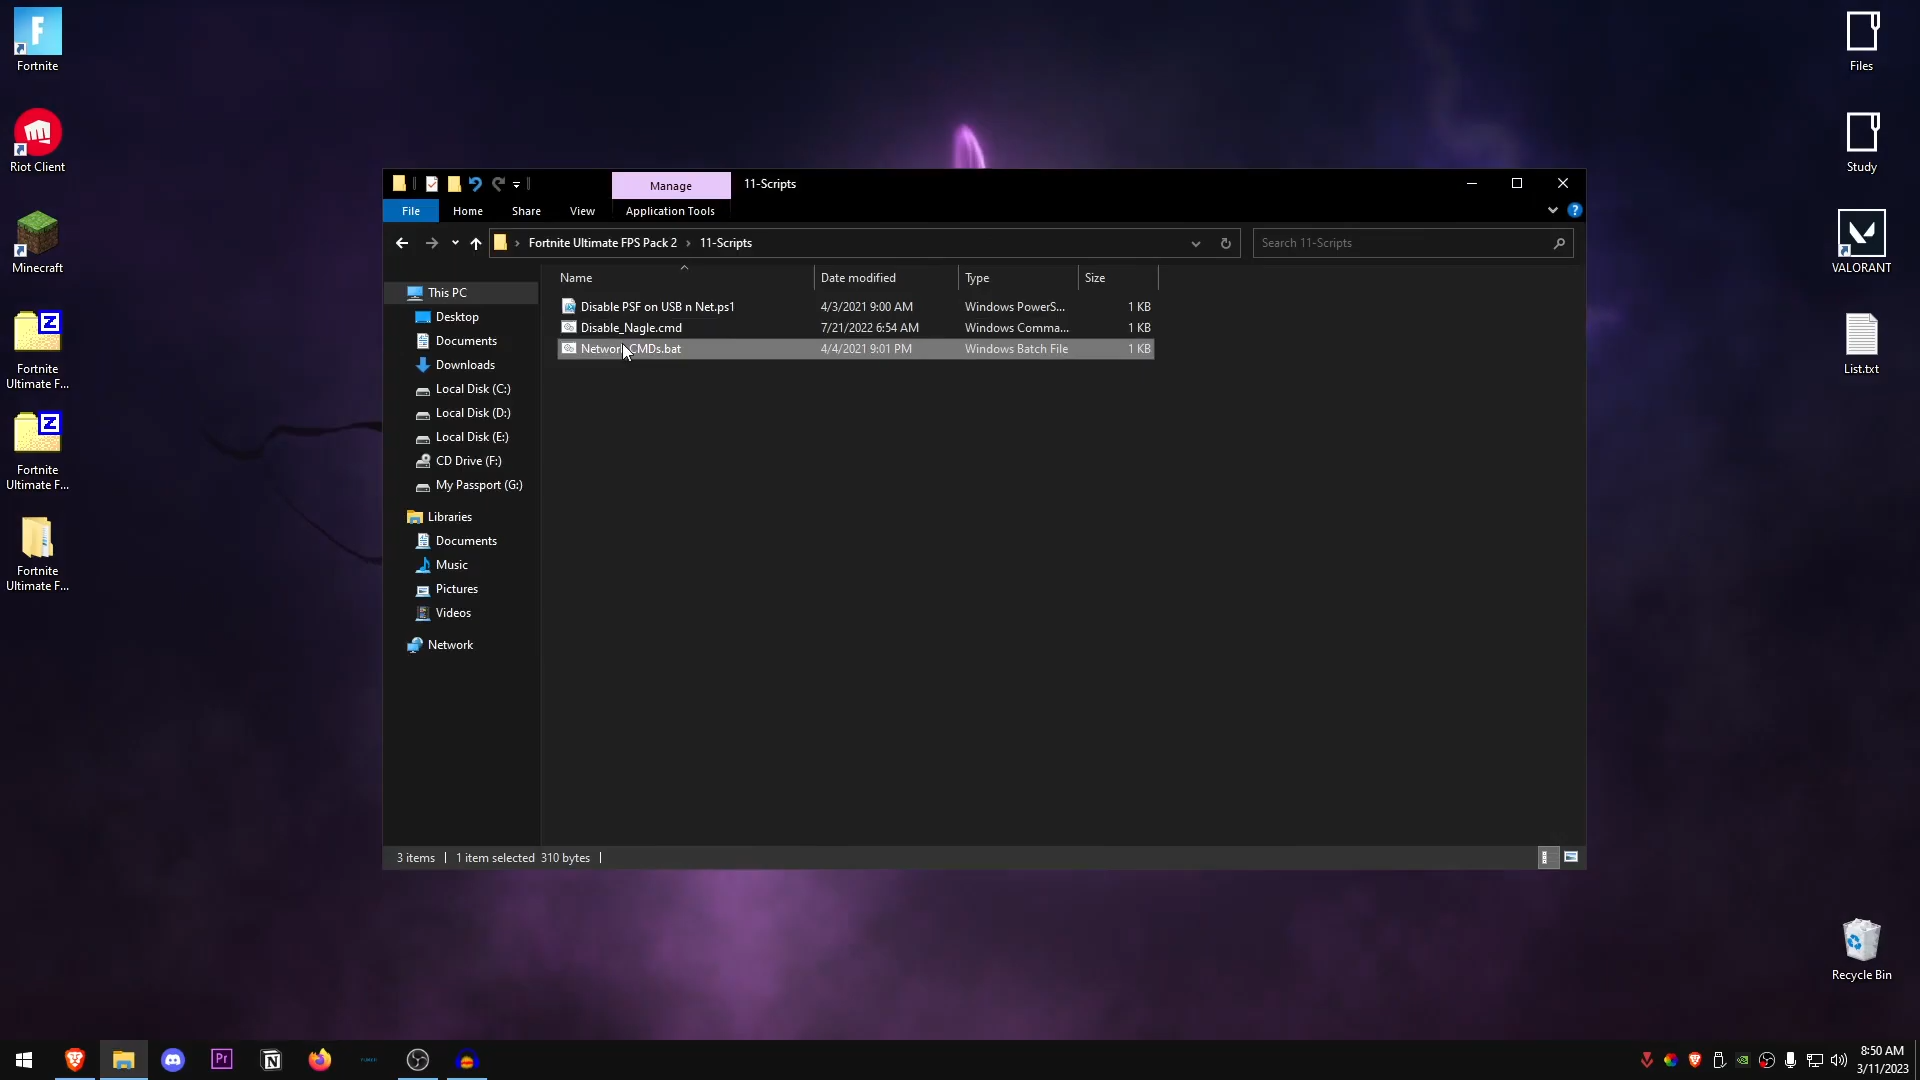 Fortnite
Riot Client
Minecraft
Z
Fortnite
Ultimate F...
Z
Fortnite
Ultimate F...
Fortnite
Ultimate F...
Files
Study
VALORANT
List.txt
Recycle Bin
Manage
11-Scripts
File
Home
Share
View
Application Tools
Fortnite Ultimate FPS Pack 2 › 11-Scripts
Search 11-Scripts
Name
Date modified
Type
Size
Disable PSF on USB n Net.ps1 4/3/2021 9:00 AM Windows PowerS... 1 KB
Disable_Nagle.cmd 7/21/2022 6:54 AM Windows Comma... 1 KB
Network CMDs.bat 4/4/2021 9:01 PM Windows Batch File 1 KB
This PC
Desktop
Documents
Downloads
Local Disk (C:)
Local Disk (D:)
Local Disk (E:)
CD Drive (F:)
My Passport (G:)
Libraries
Documents
Music
Pictures
Videos
Network
3 items
1 item selected 310 bytes
Pr
8:50 AM
3/11/2023